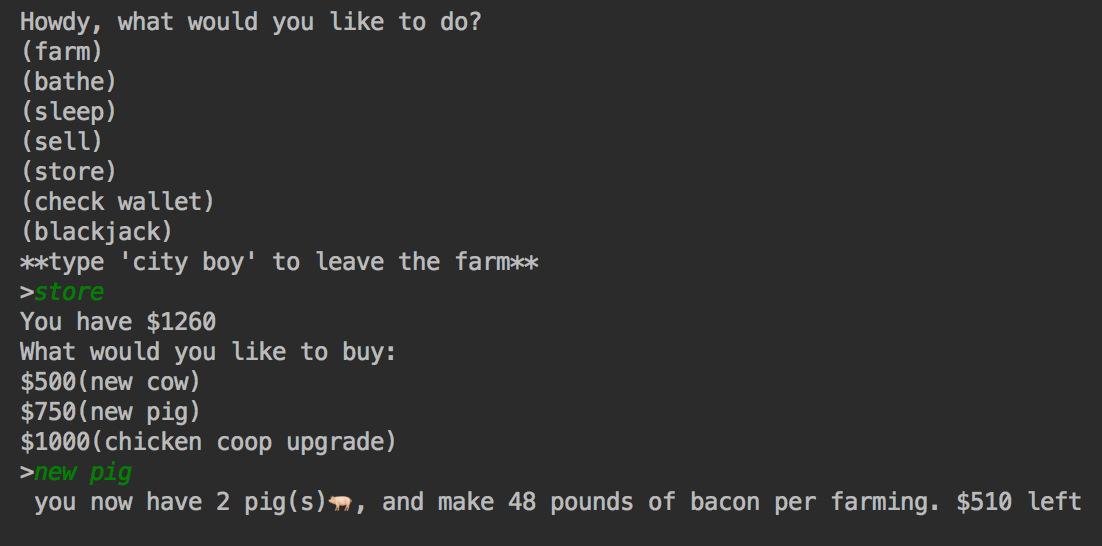 Howdy, what would you like to do?
(farm)
(bathe)
(sleep)
(sell)
(store)
(check wallet)
(blackjack)
**type 'city boy' to leave the farm**
>store
You have $1260
What would you like to buy:
$500(new cow)
$750(new pig)
$1000(chicken coop upgrade)
>new pig
 you now have 2 pig(s)🐖, and make 48 pounds of bacon per farming. $510 left